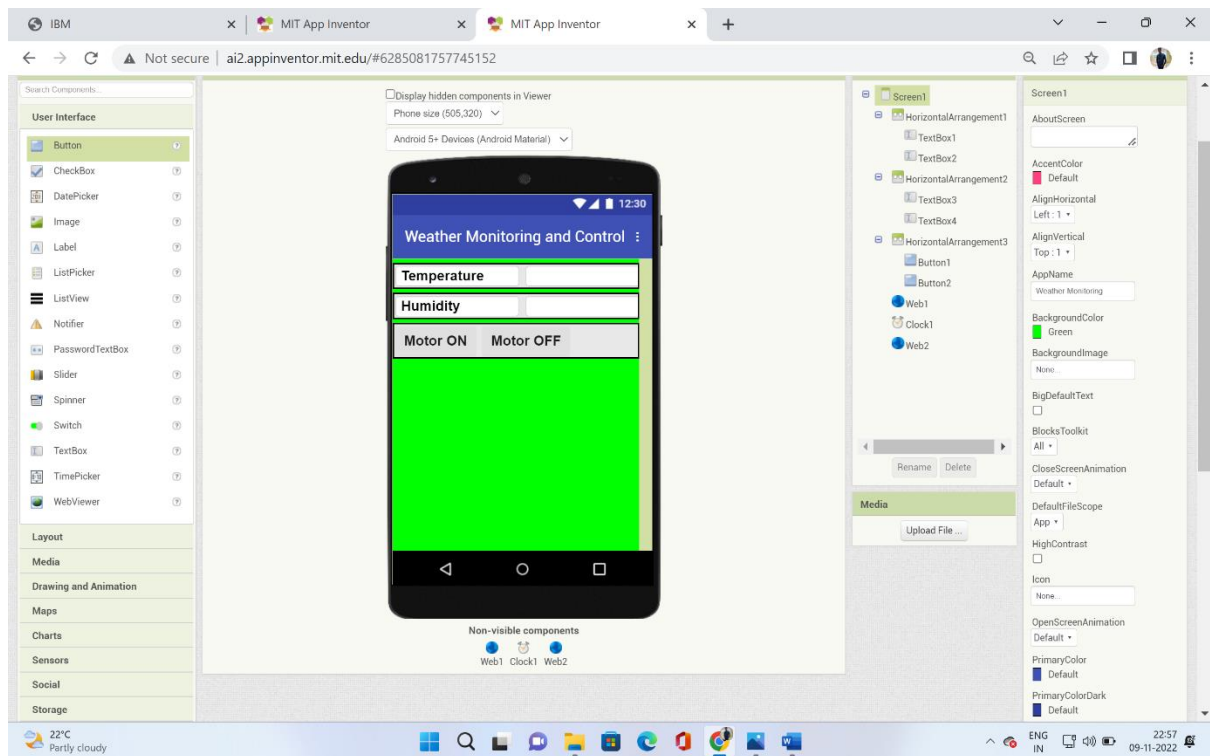 IBM
MIT App Inventor
MIT App Inventor
Not secure ai2.appinventor.mit.edu/#6285081757745152
Search Components...
User Interface
Button
CheckBox
DatePicker
Image
Label
ListPicker
ListView
Notifier
PasswordTextBox
Slider
Spinner
Switch
TextBox
TimePicker
WebViewer
Layout
Media
Drawing and Animation
Maps
Charts
Sensors
Social
Storage
Display hidden components in Viewer
Phone size (505,320)
Android 5+ Devices (Android Material)
12:30
Weather Monitoring and Control
Temperature
Humidity
Motor ON Motor OFF
Non-visible components
Web1 Clock1 Web2
Screen1
HorizontalArrangement1
TextBox1
TextBox2
HorizontalArrangement2
TextBox3
TextBox4
HorizontalArrangement3
Button1
Button2
Web1
Clock1
Web2
Rename Delete
Media
Upload File ...
Screen1
AboutScreen
AccentColor
Default
AlignHorizontal
Left : 1
AlignVertical
Top : 1
AppName
Weather Monitoring
BackgroundColor
Green
BackgroundImage
None...
BigDefaultText
BlocksToolkit
All
CloseScreenAnimation
Default
DefaultFileScope
App
HighContrast
Icon
None...
OpenScreenAnimation
Default
PrimaryColor
Default
PrimaryColorDark
Default
22°C
Partly cloudy
ENG
IN
22:57
09-11-2022